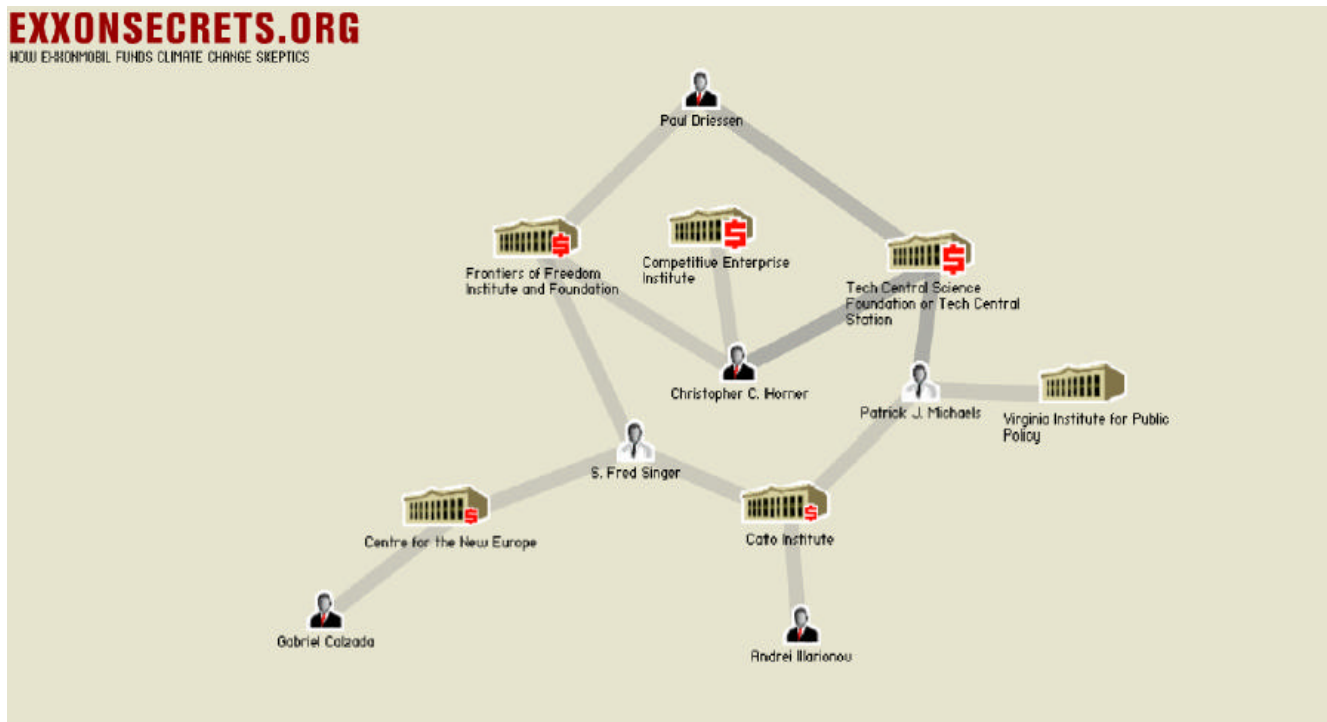 EXXONSECRETS.ORG
HOW EXXONMOBIL FUNDS CLIMATE CHANGE SKEPTICS
Paul Driessen
Frontiers of Freedom
Institute and Foundation
Competitive Enterprise
Institute
Tech Central Science
Foundation or Tech Central
Station
Christopher C. Horner
Patrick J. Michaels
Virginia Institute for Public
Policy
S. Fred Singer
Centre for the New Europe
Cato Institute
Gabriel Calzada
Andrei Illarionov